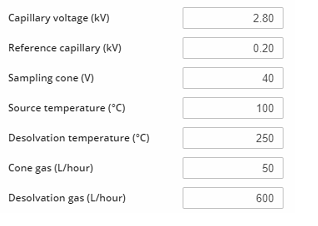 Capillary voltage (kV) 2.80
Reference capillary (kV) 0.20
Sampling cone (V) 40
Source temperature (°C) 100
Desolvation temperature (°C) 250
Cone gas (L/hour) 50
Desolvation gas (L/hour) 600